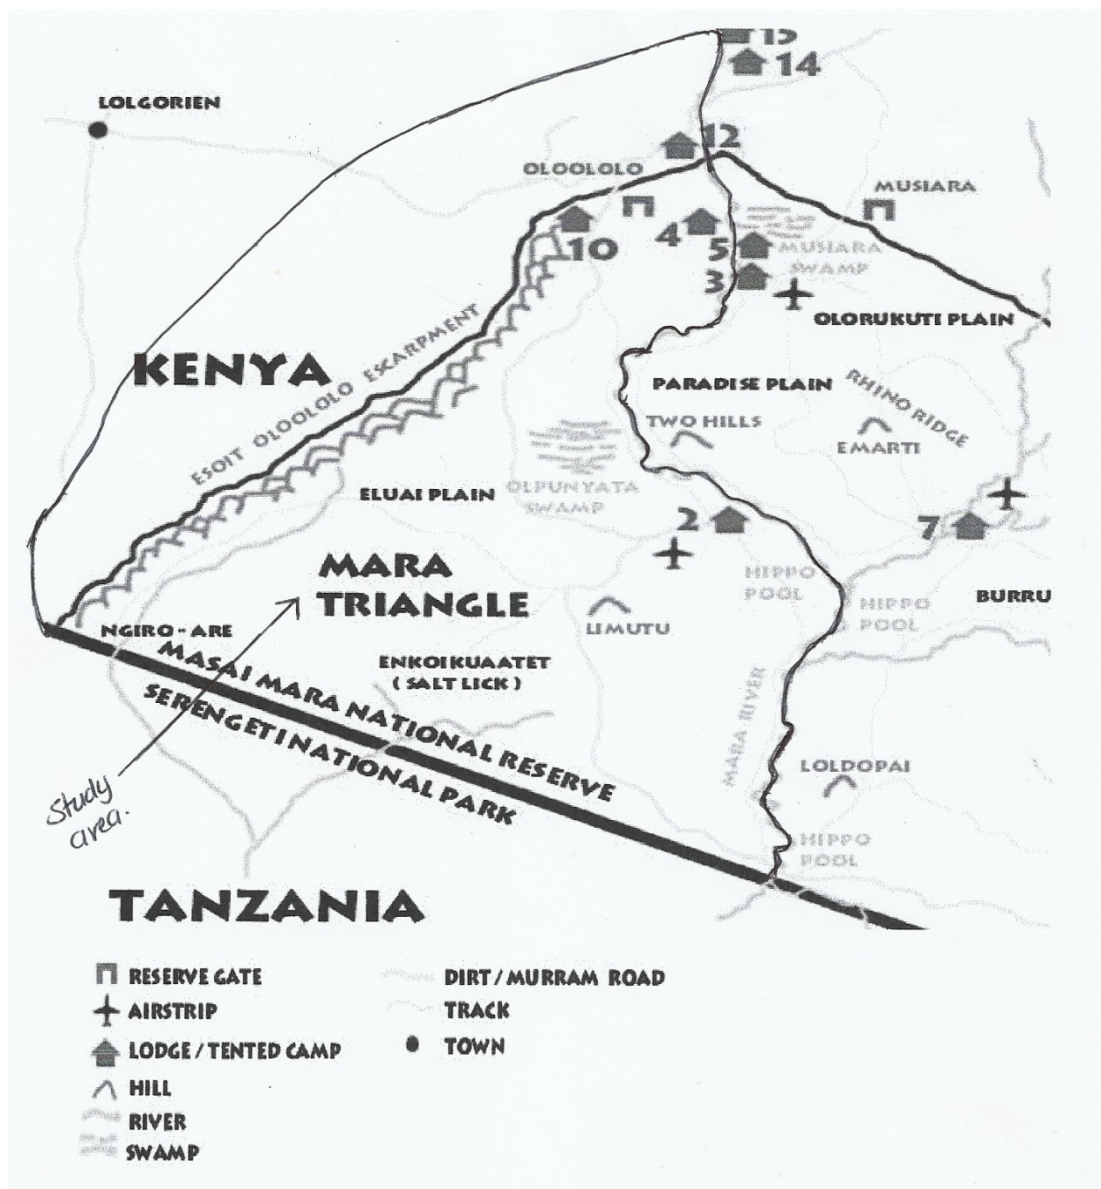 15
14
LOLGORIEN
12
OLOOLOLO
MUSIARA
10
4
5
MUSIARA
SWAMP
3
OLORUKUTI PLAIN
KENYA
ESOIT OLOOLOLO ESCARPMENT
PARADISE PLAIN
RHINO RIDGE
TWO HILLS
EMARTI
ELUAI PLAIN
OLPUNYATA
SWAMP
2
7
MARA
TRIANGLE
HIPPO
POOL
HIPPO
POOL
BURRU
LIMUTU
NGIRO-ARE
ENKOIKUAATET
(SALT LICK)
MASAI MARA NATIONAL RESERVE
SERENGETI NATIONAL PARK
MARA RIVER
LOLDOPAI
Study
area.
HIPPO
POOL
TANZANIA
RESERVE GATE
AIRSTRIP
LODGE/TENTED CAMP
HILL
RIVER
SWAMP
DIRT/MURRAM ROAD
TRACK
TOWN